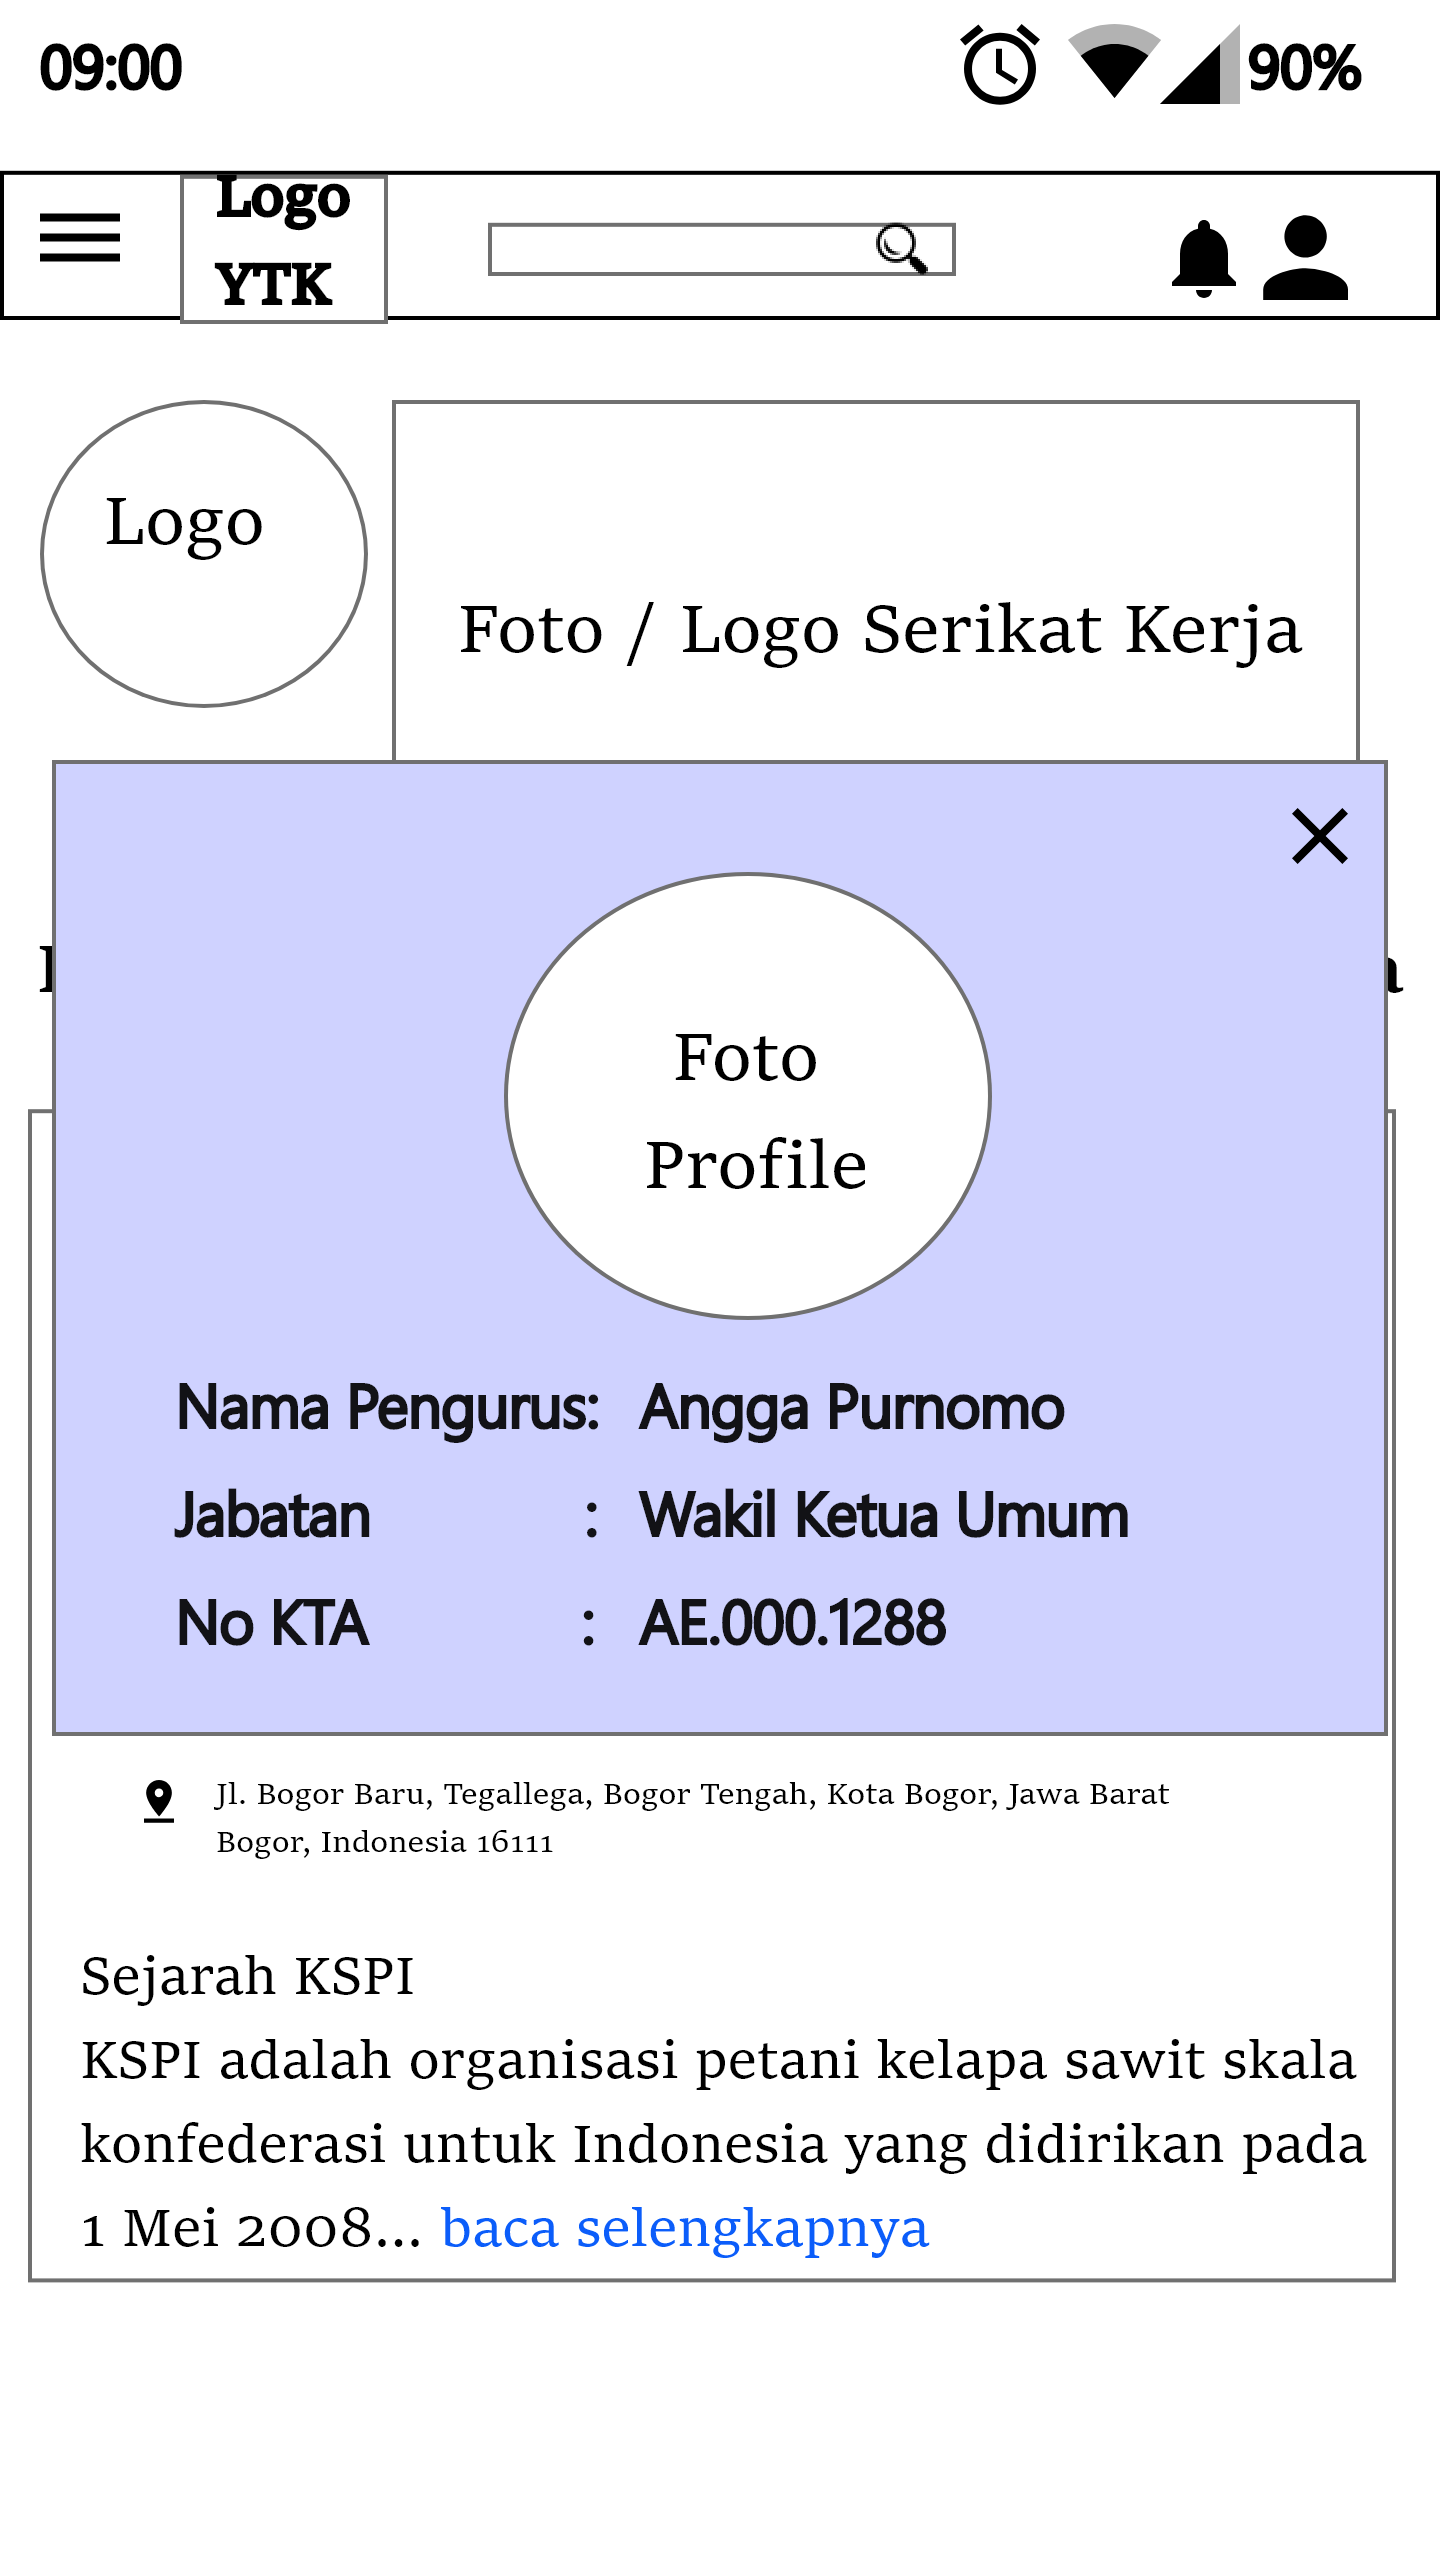 09:00
90%
Logo
YTK
Logo
Foto / Logo Serikat Kerja
Foto
Profile
Nama Pengurus: Angga Purnomo
Jabatan : Wakil Ketua Umum
No KTA : AE.000.1288
Jl. Bogor Baru, Tegallega, Bogor Tengah, Kota Bogor, Jawa Barat
Bogor, Indonesia 16111
Sejarah KSPI
KSPI adalah organisasi petani kelapa sawit skala
konfederasi untuk Indonesia yang didirikan pada
1 Mei 2008... baca selengkapnya